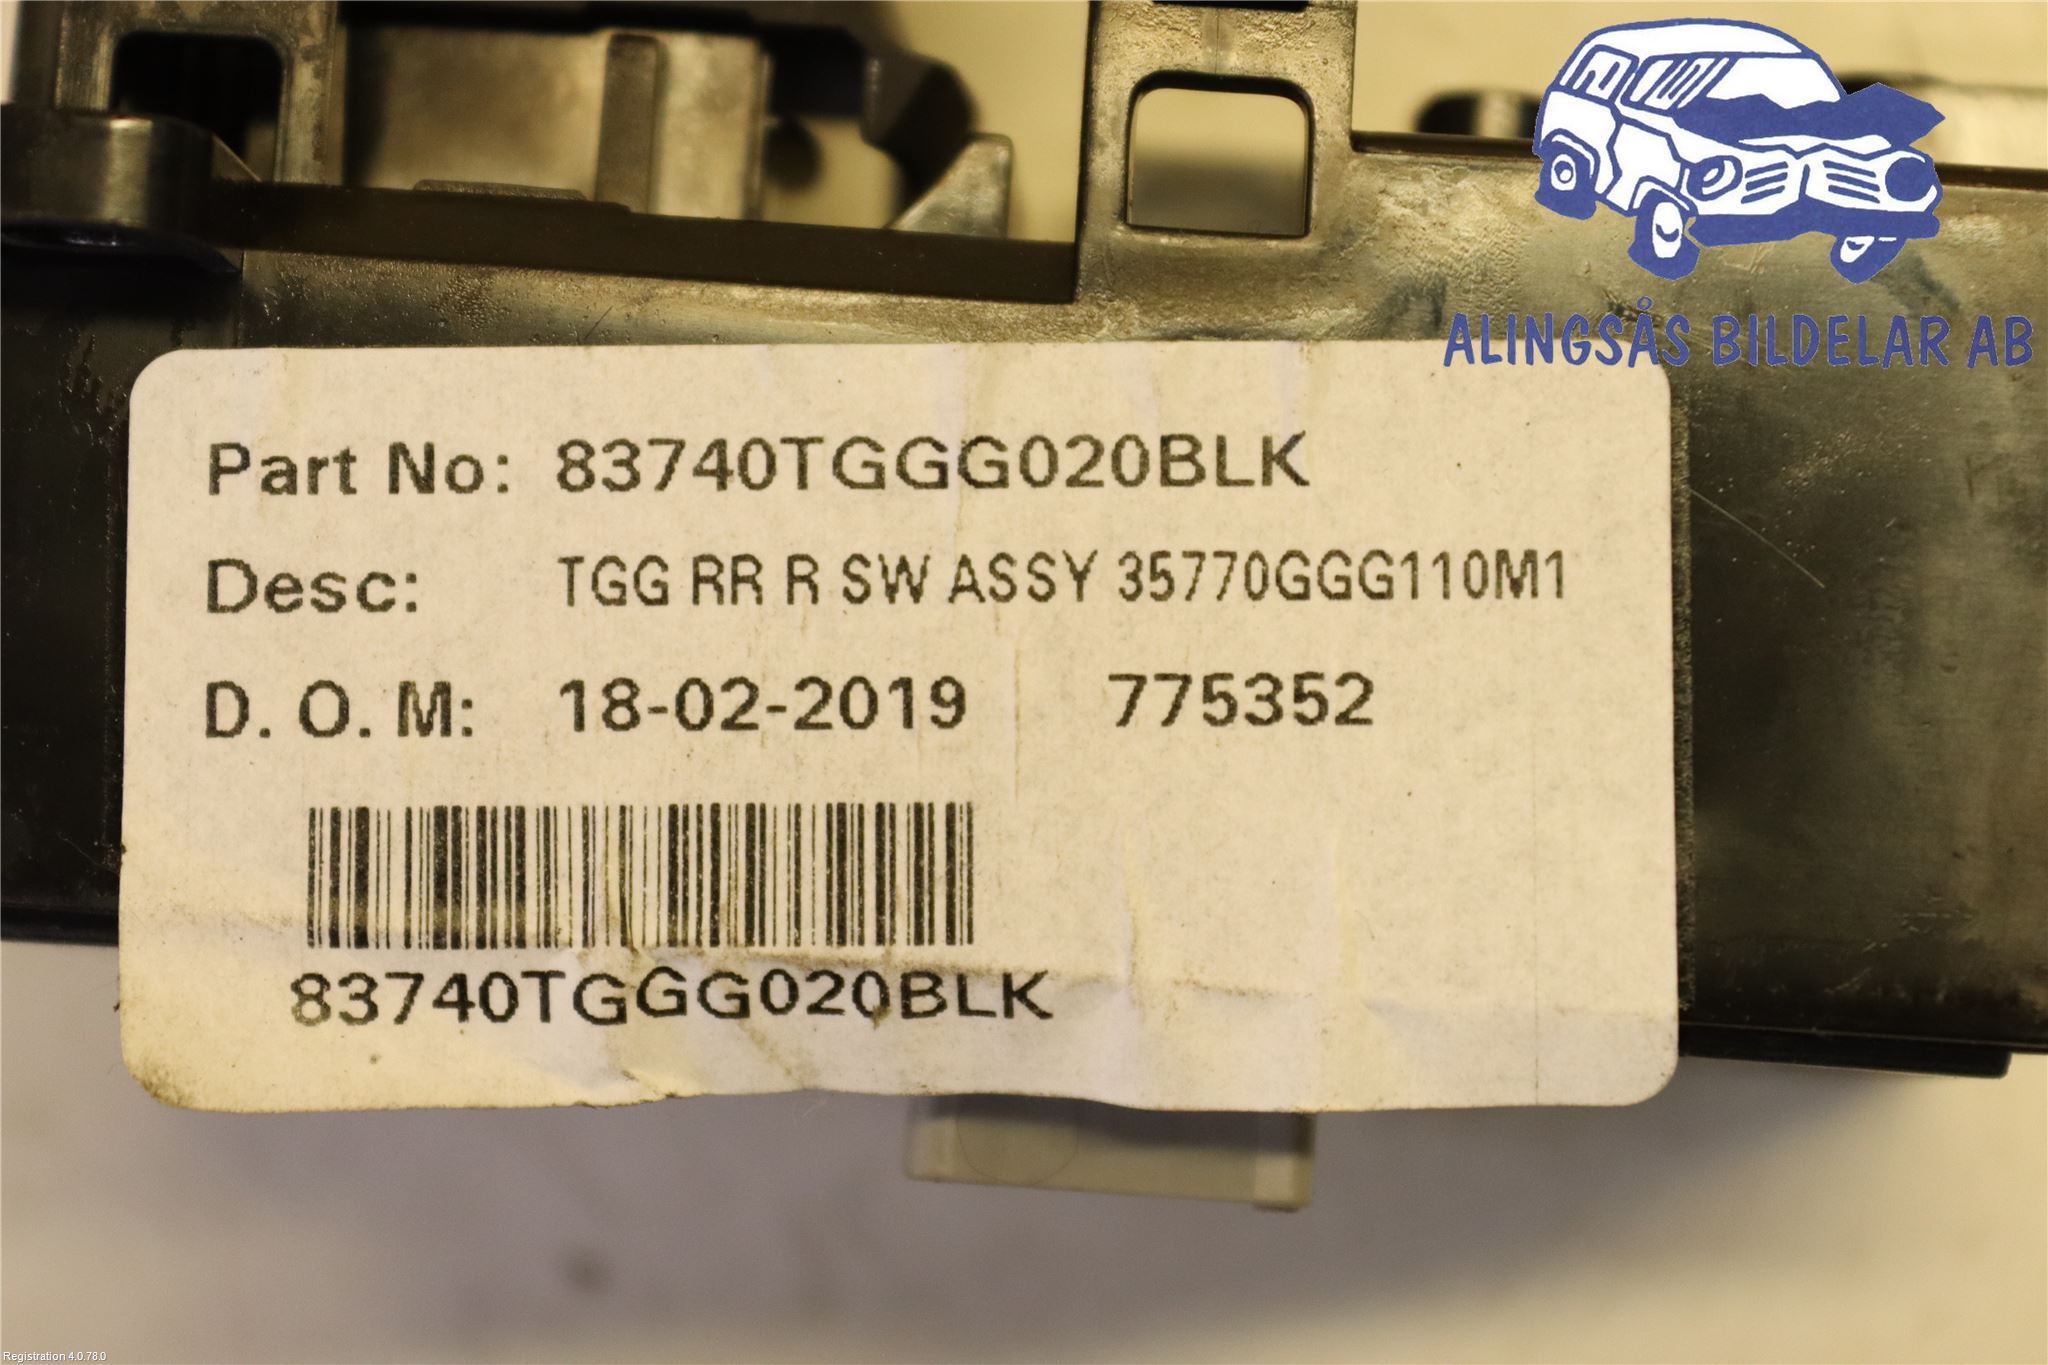 ALINGSÅS BILDELAR AB
Part No: 83740TGGG020BLK
Desc: TGG RR R SW ASSY 35770GGG110M1
D. O. M: 18-02-2019 775352
83740TGGG020BLK
Registration 4.0.78.0